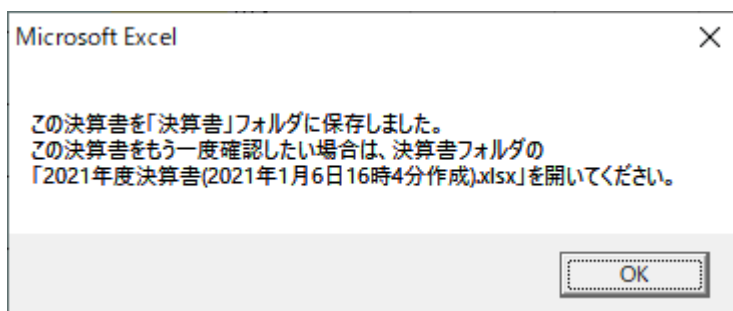 Microsoft Excel
この決算書を「決算書」フォルダに保存しました。
この決算書をもう一度確認したい場合は、決算書フォルダの
「2021年度決算書(2021年1月6日16時4分作成).xlsx」を開いてください。
OK